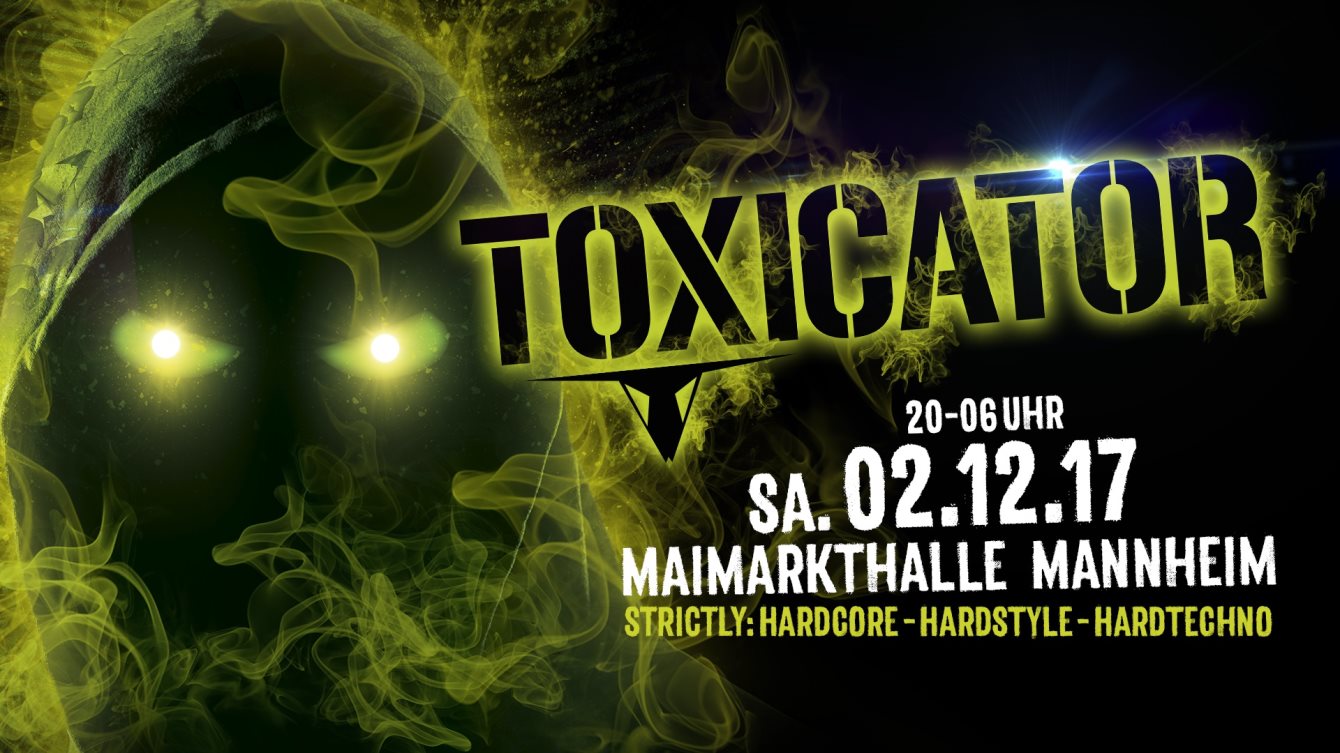 TOXICATOR
20-06 UHR
SA. 02.12.17
MAIMARKTHALLE MANNHEIM
STRICTLY: HARDCORE - HARDSTYLE - HARDTECHNO